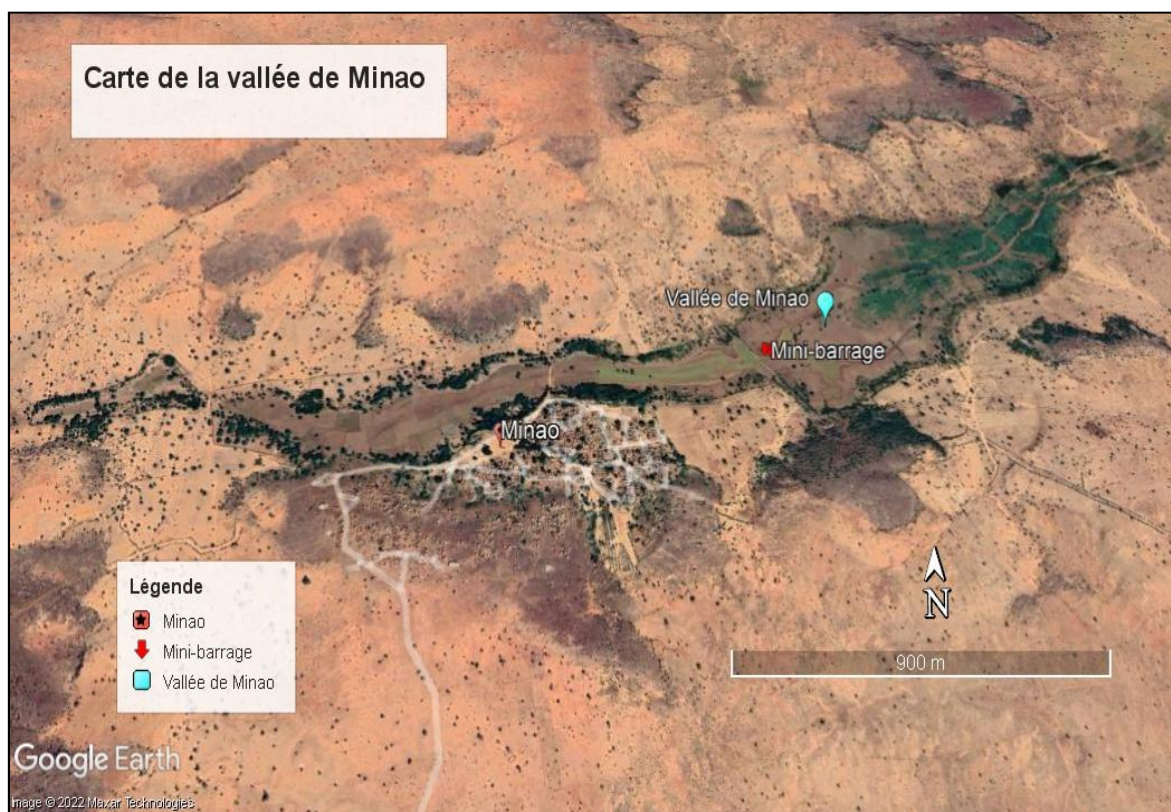 Carte de la vallée de Minao
Vallée de Minao
Mini-barrage
Minao
Légende
Minao
Mini-barrage
Vallée de Minao
N
900 m
Google Earth
Image © 2022 Maxar Technologies